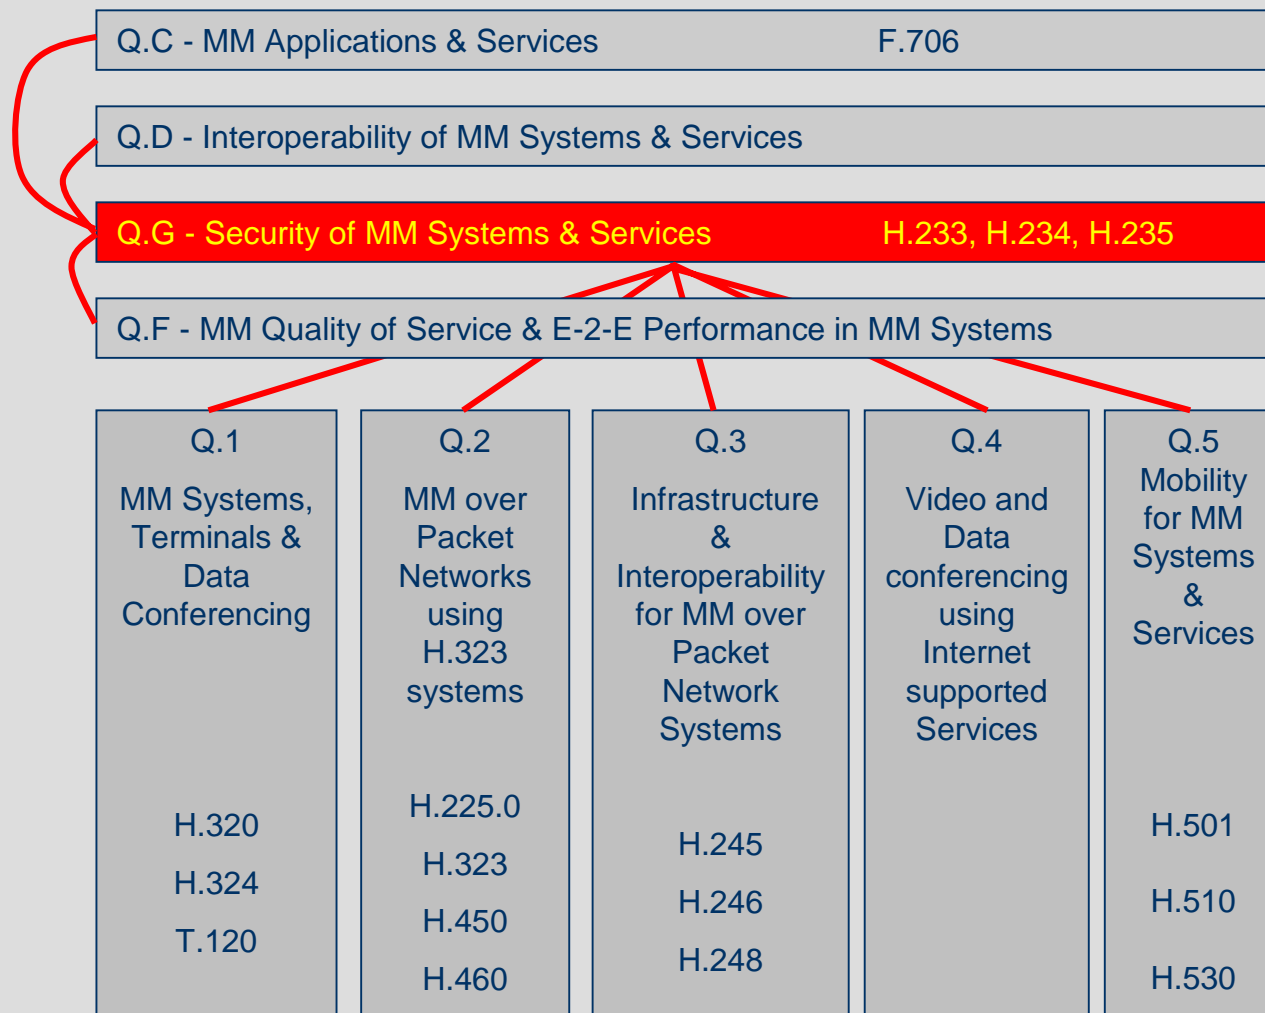 Q.C - MM Applications & Services F.706
Q.D - Interoperability of MM Systems & Services
Q.G - Security of MM Systems & Services H.233, H.234, H.235
Q.F - MM Quality of Service & E-2-E Performance in MM Systems
Q.1
MM Systems,
Terminals &
Data
Conferencing
H.320
H.324
T.120
Q.2
MM over
Packet
Networks
using
H.323
systems
H.225.0
H.323
H.450
H.460
Q.3
Infrastructure
&
Interoperability
for MM over
Packet
Network
Systems
H.245
H.246
H.248
Q.4
Video and
Data
conferencing
using
Internet
supported
Services
Q.5
Mobility
for MM
Systems
&
Services
H.501
H.510
H.530